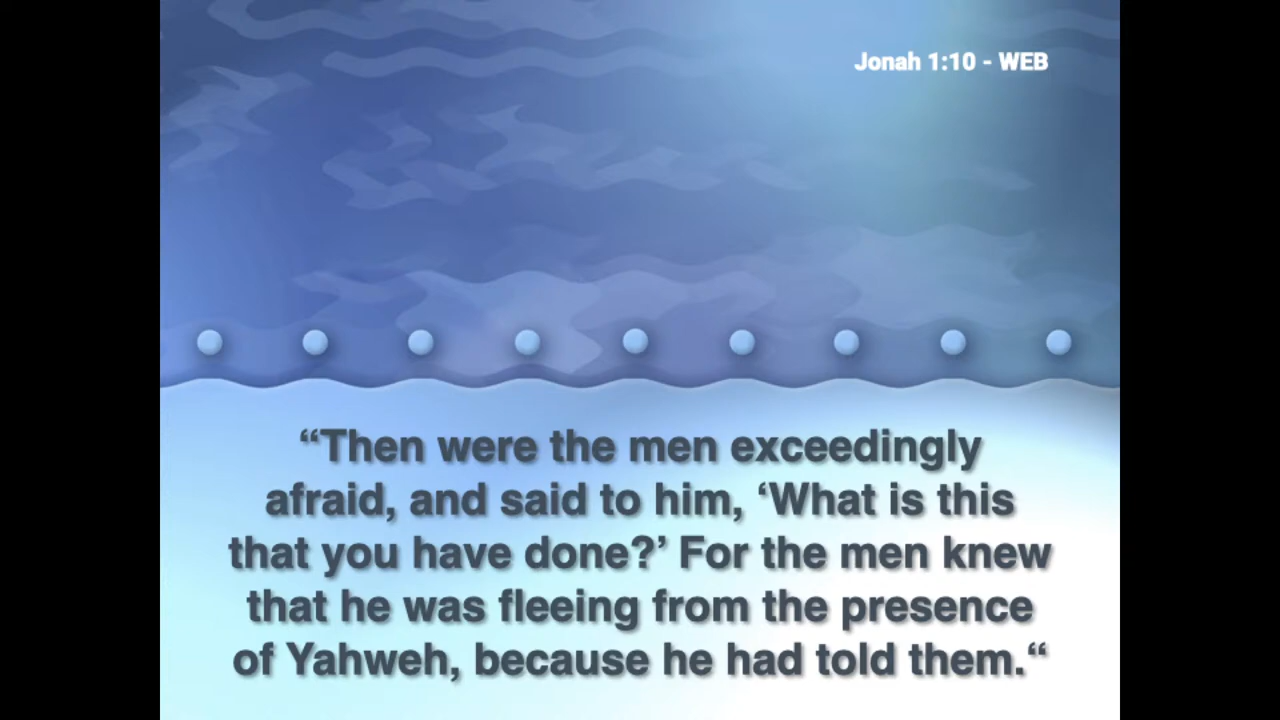 Jonah 1:10 - WEB
“Then were the men exceedingly
afraid, and said to him, ‘What is this
that you have done?’ For the men knew
that he was fleeing from the presence
of Yahweh, because he had told them.“